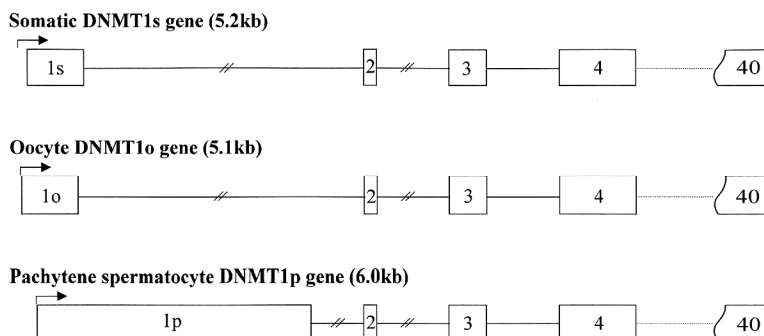 Somatic DNMT1s gene (5.2kb)
1s 2 3 4 40
Oocyte DNMT1o gene (5.1kb)
1o 2 3 4 40
Pachytene spermatocyte DNMT1p gene (6.0kb)
1p 2 3 4 40